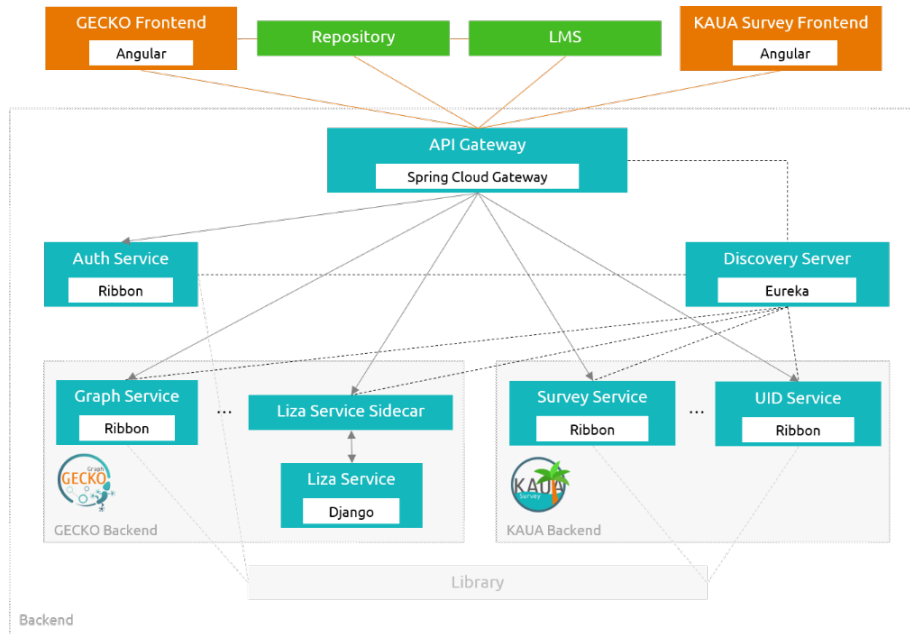 GECKO Frontend
Angular
Repository
LMS
KAUA Survey Frontend
Angular
API Gateway
Spring Cloud Gateway
Auth Service
Ribbon
Discovery Server
Eureka
Graph Service
Ribbon
...
Liza Service Sidecar
Liza Service
Django
Graph
GECKO
GECKO Backend
Survey Service
Ribbon
...
UID Service
Ribbon
KAUA
Survey
KAUA Backend
Library
Backend